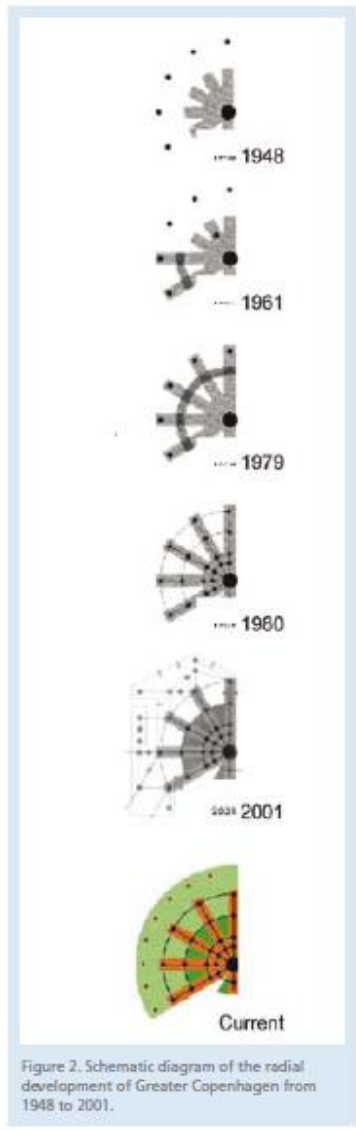 1948
1961
1979
1960
2001
Current
Figure 2. Schematic diagram of the radial
development of Greater Copenhagen from
1948 to 2001.